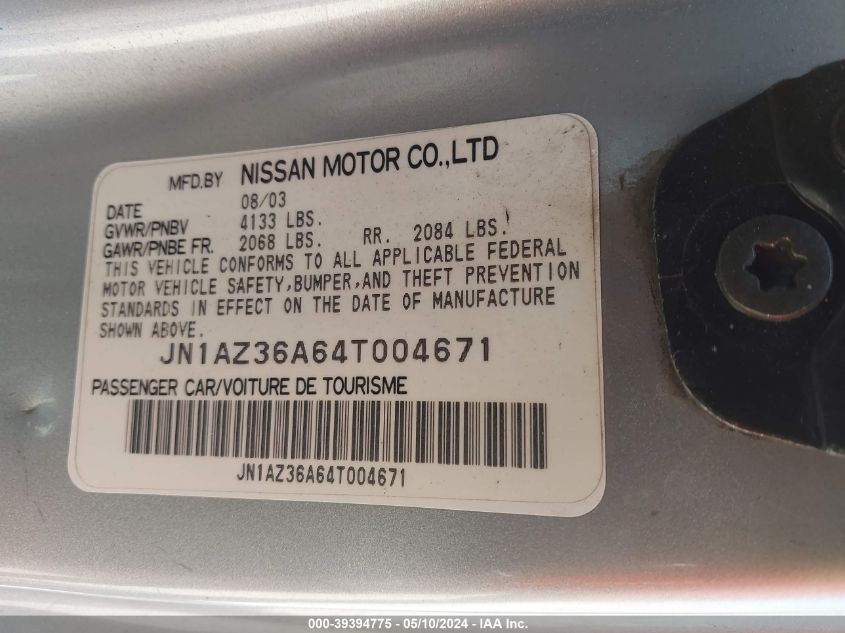 MFD.BY NISSAN MOTOR CO.,LTD
DATE 08/03
GVWR/PNBV 4133 LBS.
GAWR/PNBE FR. 2068 LBS. RR. 2084 LBS.
THIS VEHICLE CONFORMS TO ALL APPLICABLE FEDERAL
MOTOR VEHICLE SAFETY,BUMPER,AND THEFT PREVENTION
STANDARDS IN EFFECT ON THE DATE OF MANUFACTURE
SHOWN ABOVE.
JN1AZ36A64T004671
PASSENGER CAR/VOITURE DE TOURISME
JN1AZ36A64T004671
000-39394775 - 05/10/2024 - IAA Inc.